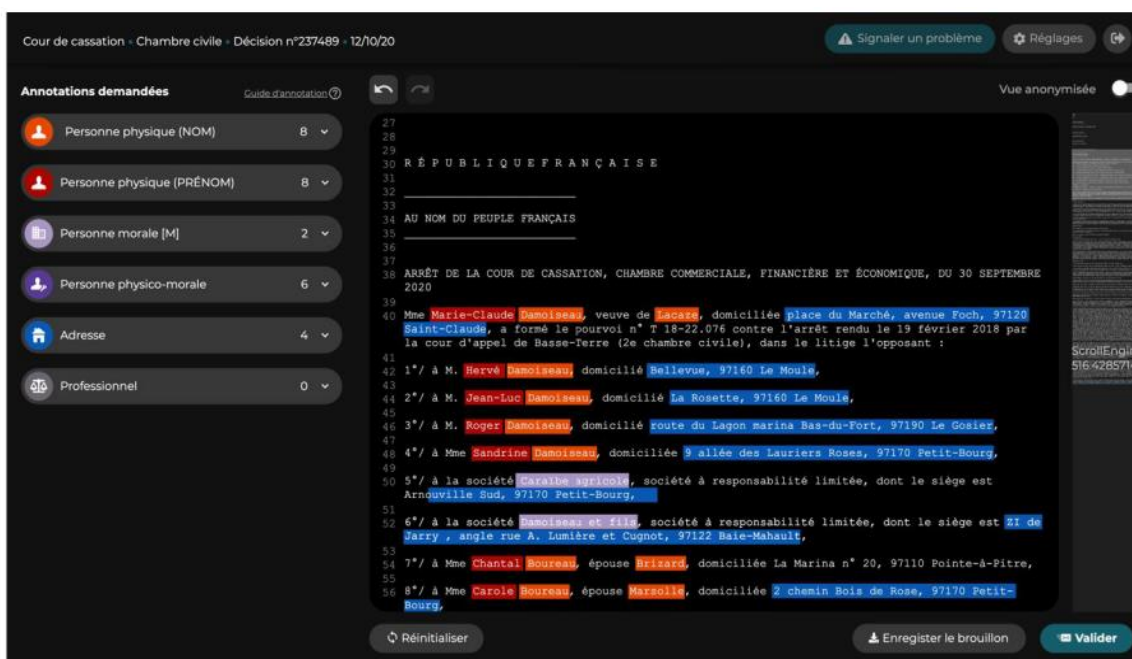 Cour de cassation • Chambre civile • Décision n°237489 • 12/10/20
Signaler un problème
Réglages
Annotations demandées
Guide d'annotation ?
Vue anonymisée
Personne physique (NOM) 8
Personne physique (PRÉNOM) 8
Personne morale [M] 2
Personne physico-morale 6
Adresse 4
Professionnel 0
27
28
29
30 R É P U B L I Q U E F R A N Ç A I S E
31
32 _________________________
33
34 AU NOM DU PEUPLE FRANÇAIS
35 _________________________
36
37
38 ARRÊT DE LA COUR DE CASSATION, CHAMBRE COMMERCIALE, FINANCIÈRE ET ÉCONOMIQUE, DU 30 SEPTEMBRE
2020
39
40 Mme Marie-Claude Damoiseau, veuve de Lacaze, domiciliée place du Marché, avenue Foch, 97120
Saint-Claude, a formé le pourvoi n° T 18-22.076 contre l'arrêt rendu le 19 février 2018 par
la cour d'appel de Basse-Terre (2e chambre civile), dans le litige l'opposant :
41
42 1°/ à M. Hervé Damoiseau, domicilié Bellevue, 97160 Le Moule,
43
44 2°/ à M. Jean-Luc Damoiseau, domicilié La Rosette, 97160 Le Moule,
45
46 3°/ à M. Roger Damoiseau, domicilié route du Lagon marina Bas-du-Fort, 97190 Le Gosier,
47
48 4°/ à Mme Sandrine Damoiseau, domiciliée 9 allée des Lauriers Roses, 97170 Petit-Bourg,
49
50 5°/ à la société Caraïbe agricole, société à responsabilité limitée, dont le siège est
Arnouville Sud, 97170 Petit-Bourg,
51
52 6°/ à la société Damoiseau et fils, société à responsabilité limitée, dont le siège est ZI de
Jarry , angle rue A. Lumière et Cugnot, 97122 Baie-Mahault,
53
54 7°/ à Mme Chantal Boureau, épouse Brizard, domiciliée La Marina n° 20, 97110 Pointe-à-Pitre,
55
56 8°/ à Mme Carole Boureau, épouse Marsolle, domiciliée 2 chemin Bois de Rose, 97170 Petit-
Bourg,
ScrollEngin
516.428571
Réinitialiser
Enregistrer le brouillon
Valider